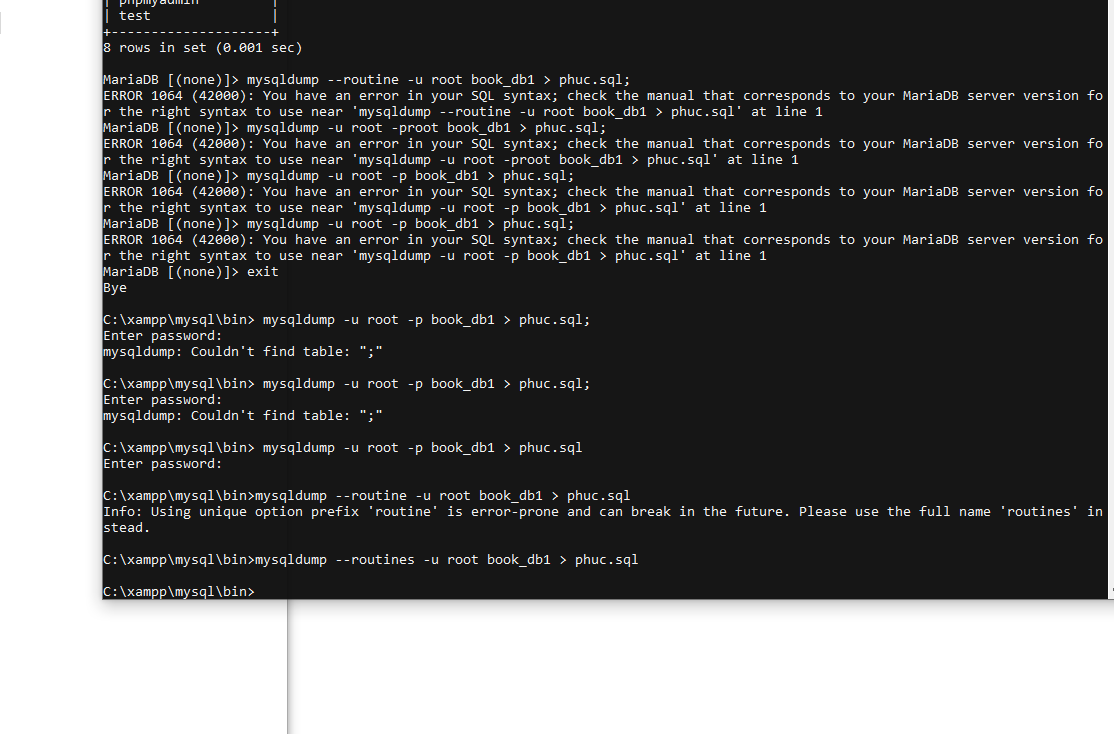 | phpmyadmin         |
| test               |
+--------------------+
8 rows in set (0.001 sec)
MariaDB [(none)]> mysqldump --routine -u root book_db1 > phuc.sql;
ERROR 1064 (42000): You have an error in your SQL syntax; check the manual that corresponds to your MariaDB server version fo
r the right syntax to use near 'mysqldump --routine -u root book_db1 > phuc.sql' at line 1
MariaDB [(none)]> mysqldump -u root -proot book_db1 > phuc.sql;
ERROR 1064 (42000): You have an error in your SQL syntax; check the manual that corresponds to your MariaDB server version fo
r the right syntax to use near 'mysqldump -u root -proot book_db1 > phuc.sql' at line 1
MariaDB [(none)]> mysqldump -u root -p book_db1 > phuc.sql;
ERROR 1064 (42000): You have an error in your SQL syntax; check the manual that corresponds to your MariaDB server version fo
r the right syntax to use near 'mysqldump -u root -p book_db1 > phuc.sql' at line 1
MariaDB [(none)]> mysqldump -u root -p book_db1 > phuc.sql;
ERROR 1064 (42000): You have an error in your SQL syntax; check the manual that corresponds to your MariaDB server version fo
r the right syntax to use near 'mysqldump -u root -p book_db1 > phuc.sql' at line 1
MariaDB [(none)]> exit
Bye
C:\xampp\mysql\bin> mysqldump -u root -p book_db1 > phuc.sql;
Enter password:
mysqldump: Couldn't find table: ";"
C:\xampp\mysql\bin> mysqldump -u root -p book_db1 > phuc.sql;
Enter password:
mysqldump: Couldn't find table: ";"
C:\xampp\mysql\bin> mysqldump -u root -p book_db1 > phuc.sql
Enter password:
C:\xampp\mysql\bin>mysqldump --routine -u root book_db1 > phuc.sql
Info: Using unique option prefix 'routine' is error-prone and can break in the future. Please use the full name 'routines' in
stead.
C:\xampp\mysql\bin>mysqldump --routines -u root book_db1 > phuc.sql
C:\xampp\mysql\bin>